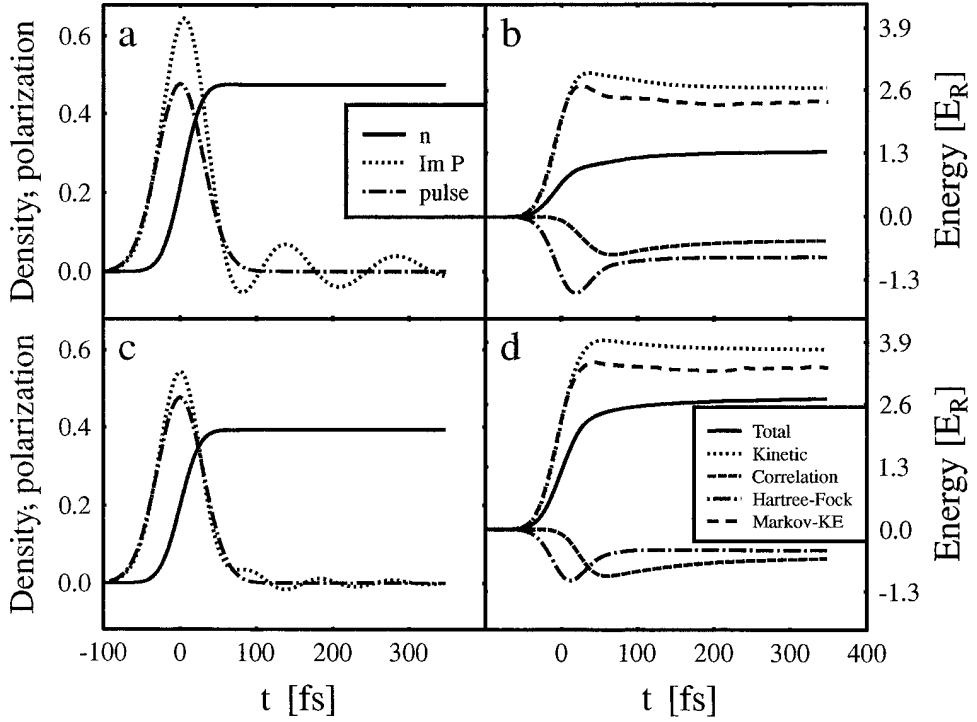 a
0.6
0.4
0.2
0.0
Density; polarization
n
Im P
pulse
b
3.9
2.6
1.3
0.0
-1.3
Energy [E_R]
c
0.6
0.4
0.2
0.0
Density; polarization
-100 0 100 200 300
t [fs]
d
Total
Kinetic
Correlation
Hartree-Fock
Markov-KE
3.9
2.6
1.3
0.0
-1.3
Energy [E_R]
0 100 200 300 400
t [fs]